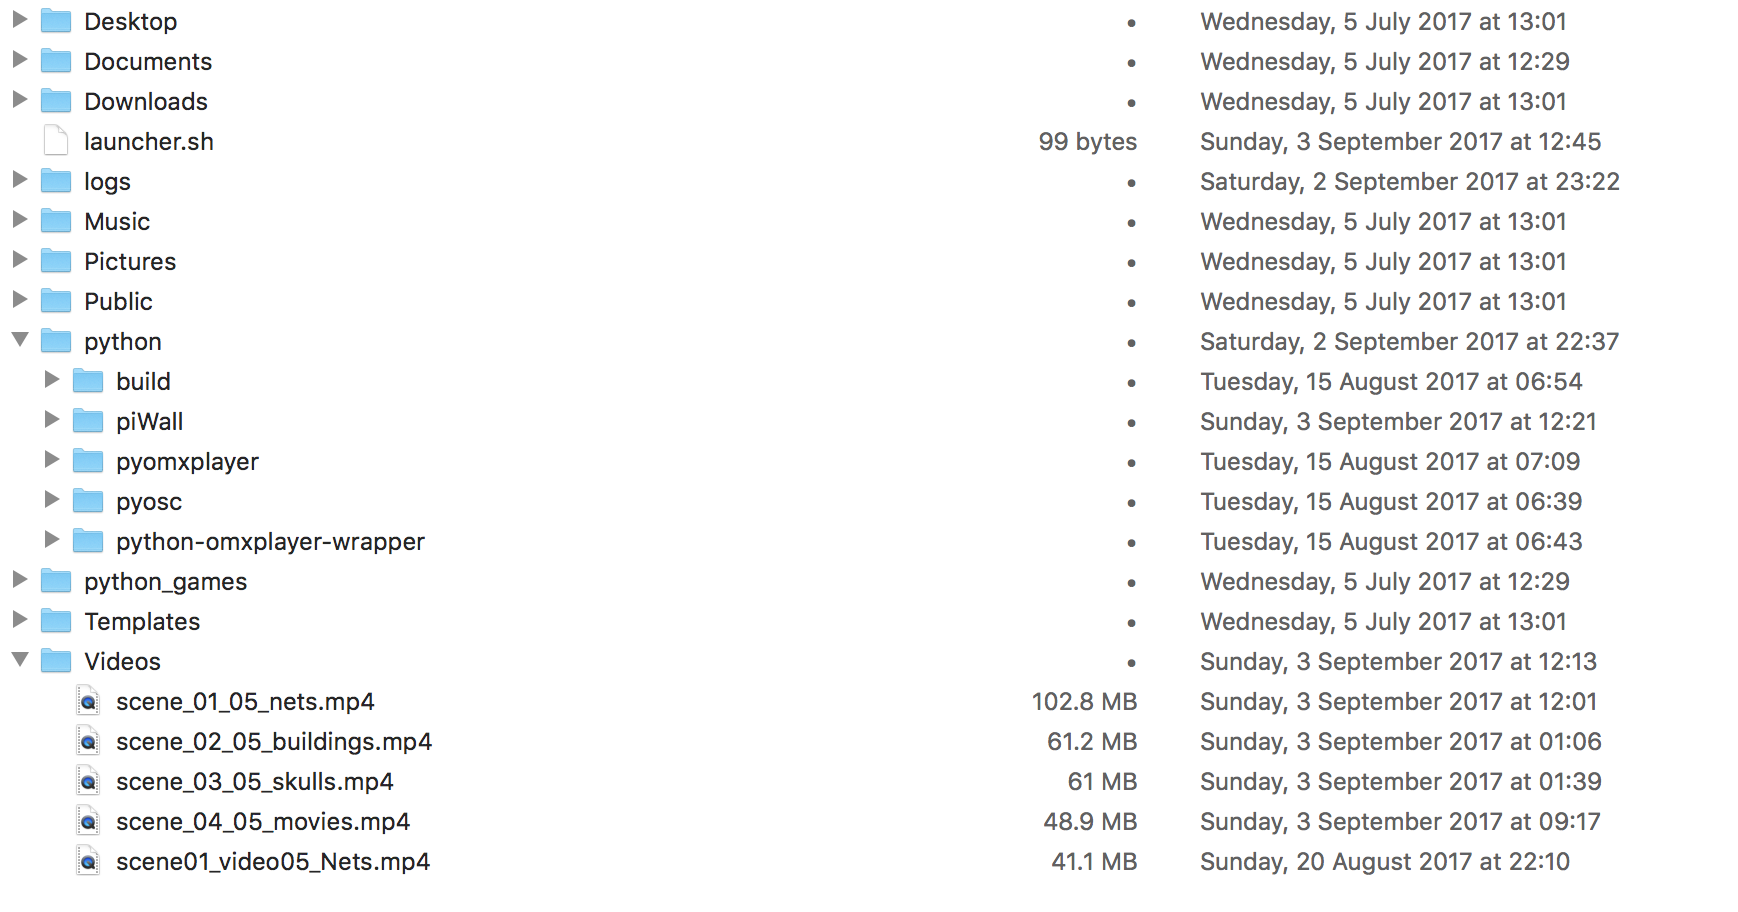 Desktop • Wednesday, 5 July 2017 at 13:01
Documents • Wednesday, 5 July 2017 at 12:29
Downloads • Wednesday, 5 July 2017 at 13:01
launcher.sh 99 bytes Sunday, 3 September 2017 at 12:45
logs • Saturday, 2 September 2017 at 23:22
Music • Wednesday, 5 July 2017 at 13:01
Pictures • Wednesday, 5 July 2017 at 13:01
Public • Wednesday, 5 July 2017 at 13:01
python • Saturday, 2 September 2017 at 22:37
build • Tuesday, 15 August 2017 at 06:54
piWall • Sunday, 3 September 2017 at 12:21
pyomxplayer • Tuesday, 15 August 2017 at 07:09
pyosc • Tuesday, 15 August 2017 at 06:39
python-omxplayer-wrapper • Tuesday, 15 August 2017 at 06:43
python_games • Wednesday, 5 July 2017 at 12:29
Templates • Wednesday, 5 July 2017 at 13:01
Videos • Sunday, 3 September 2017 at 12:13
scene_01_05_nets.mp4 102.8 MB Sunday, 3 September 2017 at 12:01
scene_02_05_buildings.mp4 61.2 MB Sunday, 3 September 2017 at 01:06
scene_03_05_skulls.mp4 61 MB Sunday, 3 September 2017 at 01:39
scene_04_05_movies.mp4 48.9 MB Sunday, 3 September 2017 at 09:17
scene01_video05_Nets.mp4 41.1 MB Sunday, 20 August 2017 at 22:10